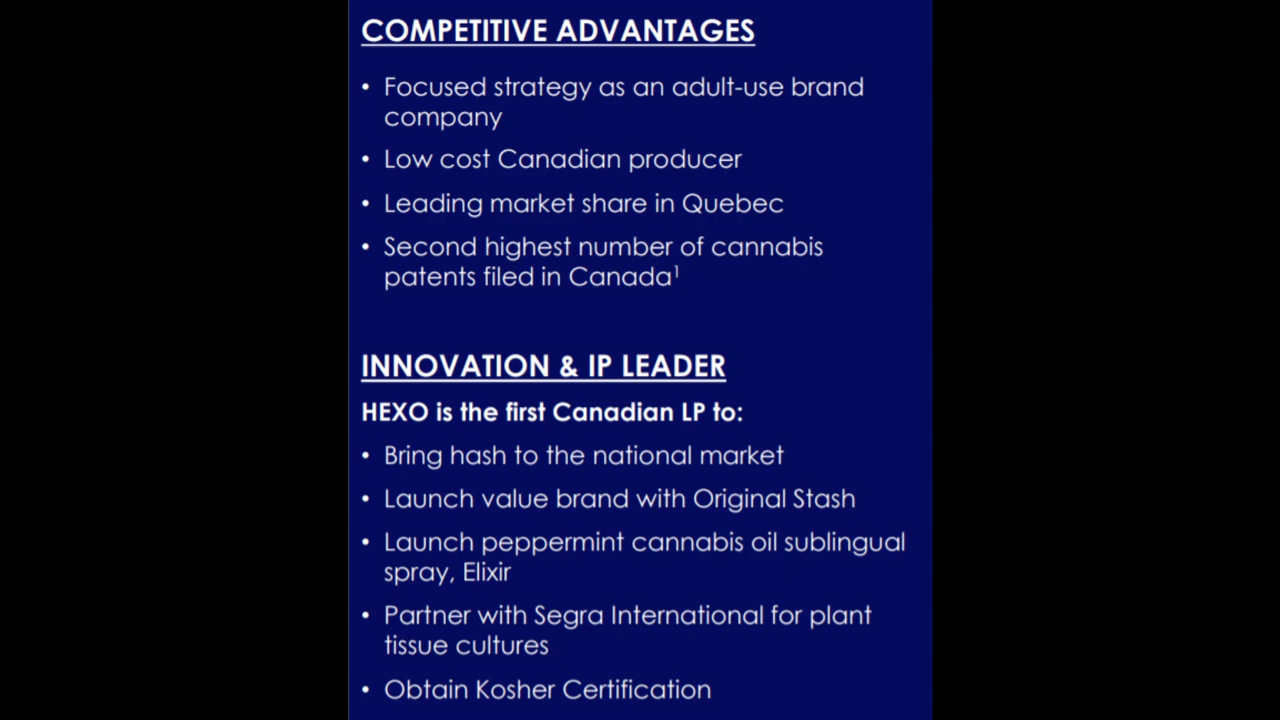 COMPETITIVE ADVANTAGES
• Focused strategy as an adult-use brand
company
• Low cost Canadian producer
• Leading market share in Quebec
• Second highest number of cannabis
patents filed in Canada¹
INNOVATION & IP LEADER
HEXO is the first Canadian LP to:
• Bring hash to the national market
• Launch value brand with Original Stash
• Launch peppermint cannabis oil sublingual
spray, Elixir
• Partner with Segra International for plant
tissue cultures
• Obtain Kosher Certification